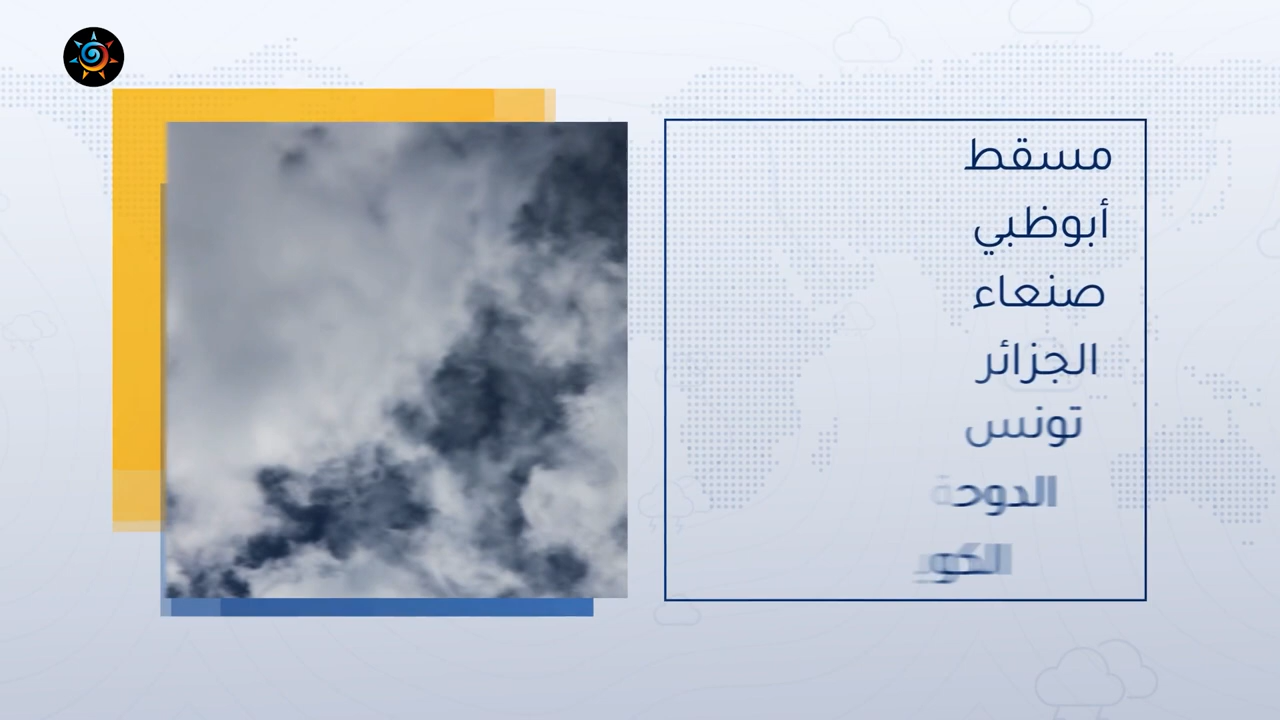 مسقط
أبوظبي
صنعاء
الجزائر
تونس
الدوحة